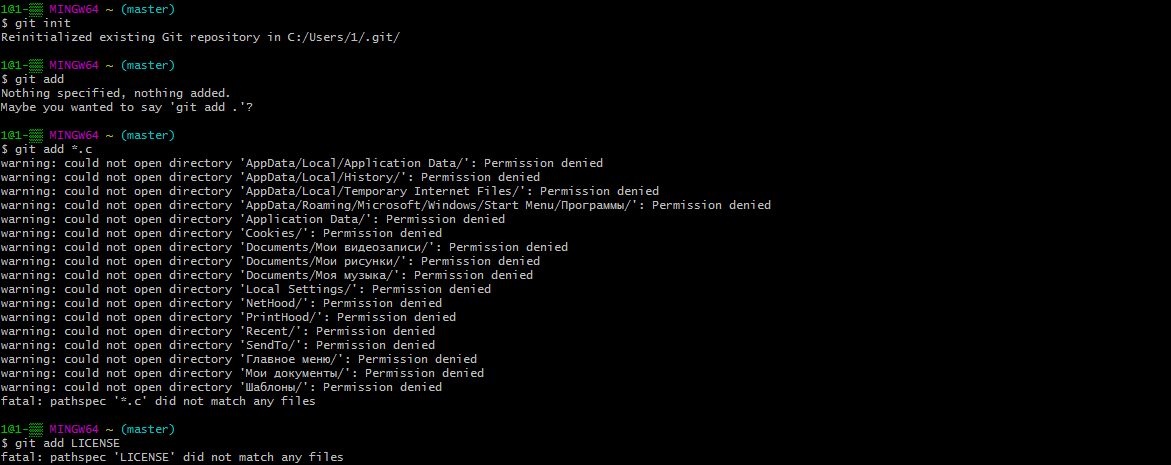 1@1-▒▒ MINGW64 ~ (master)
$ git init
Reinitialized existing Git repository in C:/Users/1/.git/
1@1-▒▒ MINGW64 ~ (master)
$ git add
Nothing specified, nothing added.
Maybe you wanted to say 'git add .'?
1@1-▒▒ MINGW64 ~ (master)
$ git add *.c
warning: could not open directory 'AppData/Local/Application Data/': Permission denied
warning: could not open directory 'AppData/Local/History/': Permission denied
warning: could not open directory 'AppData/Local/Temporary Internet Files/': Permission denied
warning: could not open directory 'AppData/Roaming/Microsoft/Windows/Start Menu/Программы/': Permission denied
warning: could not open directory 'Application Data/': Permission denied
warning: could not open directory 'Cookies/': Permission denied
warning: could not open directory 'Documents/Мои видеозаписи/': Permission denied
warning: could not open directory 'Documents/Мои рисунки/': Permission denied
warning: could not open directory 'Documents/Моя музыка/': Permission denied
warning: could not open directory 'Local Settings/': Permission denied
warning: could not open directory 'NetHood/': Permission denied
warning: could not open directory 'PrintHood/': Permission denied
warning: could not open directory 'Recent/': Permission denied
warning: could not open directory 'SendTo/': Permission denied
warning: could not open directory 'Главное меню/': Permission denied
warning: could not open directory 'Мои документы/': Permission denied
warning: could not open directory 'Шаблоны/': Permission denied
fatal: pathspec '*.c' did not match any files
1@1-▒▒ MINGW64 ~ (master)
$ git add LICENSE
fatal: pathspec 'LICENSE' did not match any files